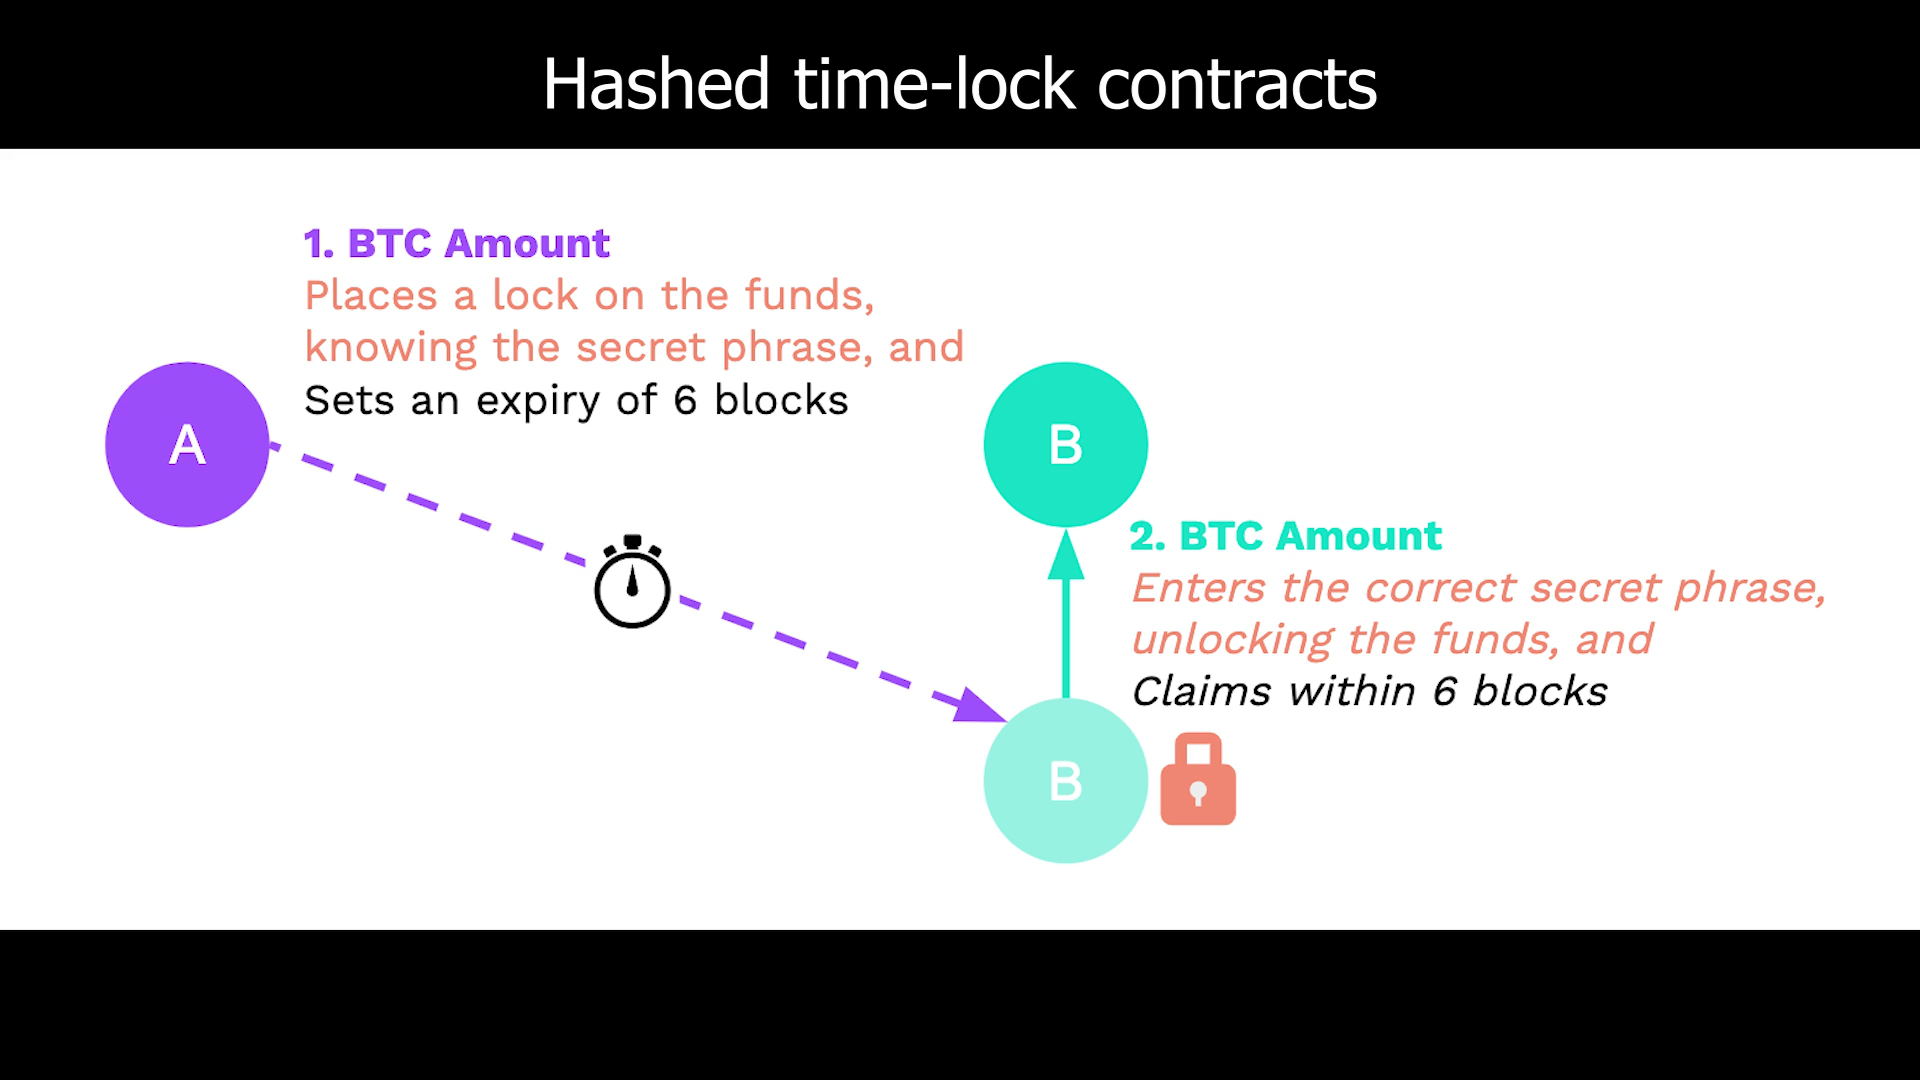 Hashed time-lock contracts
1. BTC Amount
Places a lock on the funds,
knowing the secret phrase, and
Sets an expiry of 6 blocks
A
B
2. BTC Amount
Enters the correct secret phrase,
unlocking the funds, and
Claims within 6 blocks
B